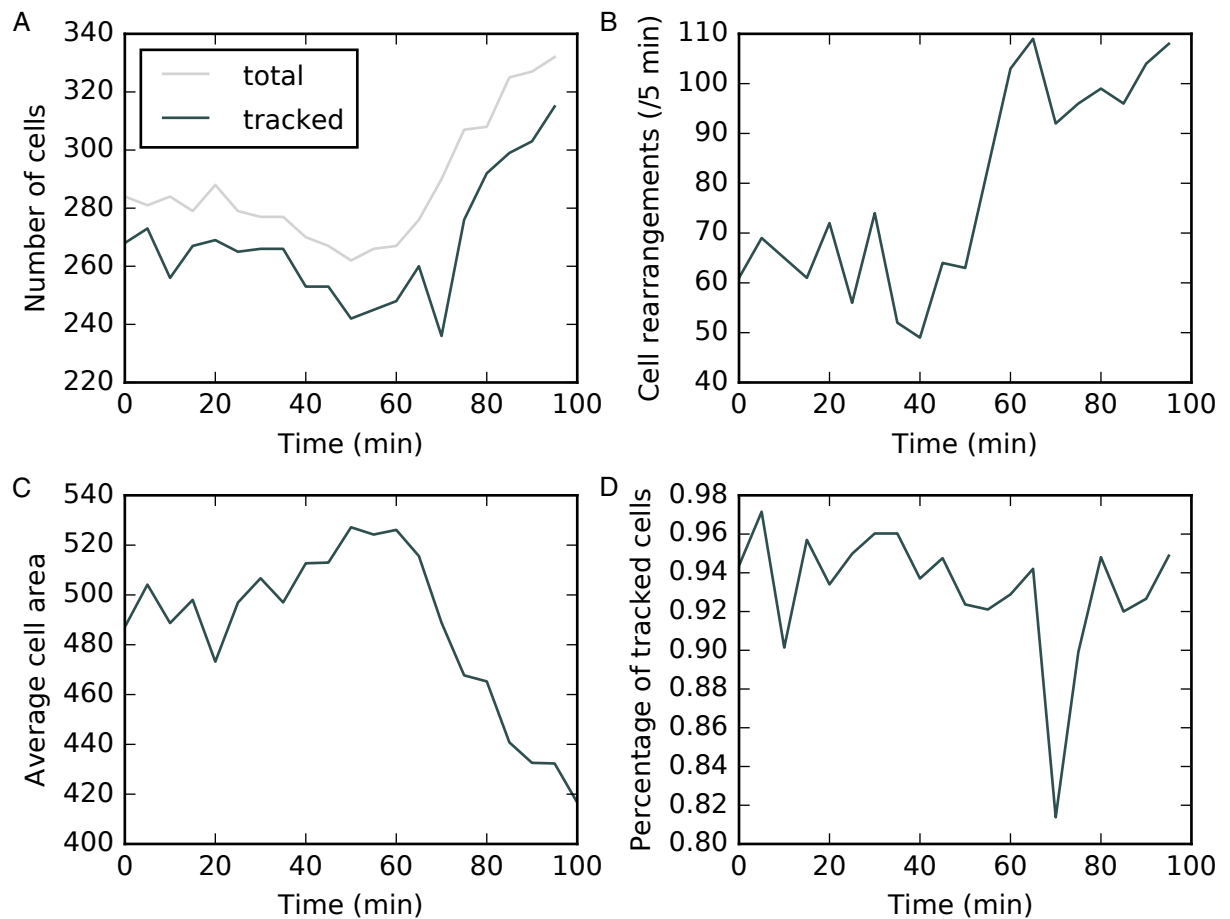 A
340
320
300
280
260
240
220
Number of cells
total
tracked
0 20 40 60 80 100
Time (min)
B
110
100
90
80
70
60
50
40
Cell rearrangements (/5 min)
0 20 40 60 80 100
Time (min)
C
540
520
500
480
460
440
420
400
Average cell area
0 20 40 60 80 100
Time (min)
D
0.98
0.96
0.94
0.92
0.90
0.88
0.86
0.84
0.82
0.80
Percentage of tracked cells
0 20 40 60 80 100
Time (min)